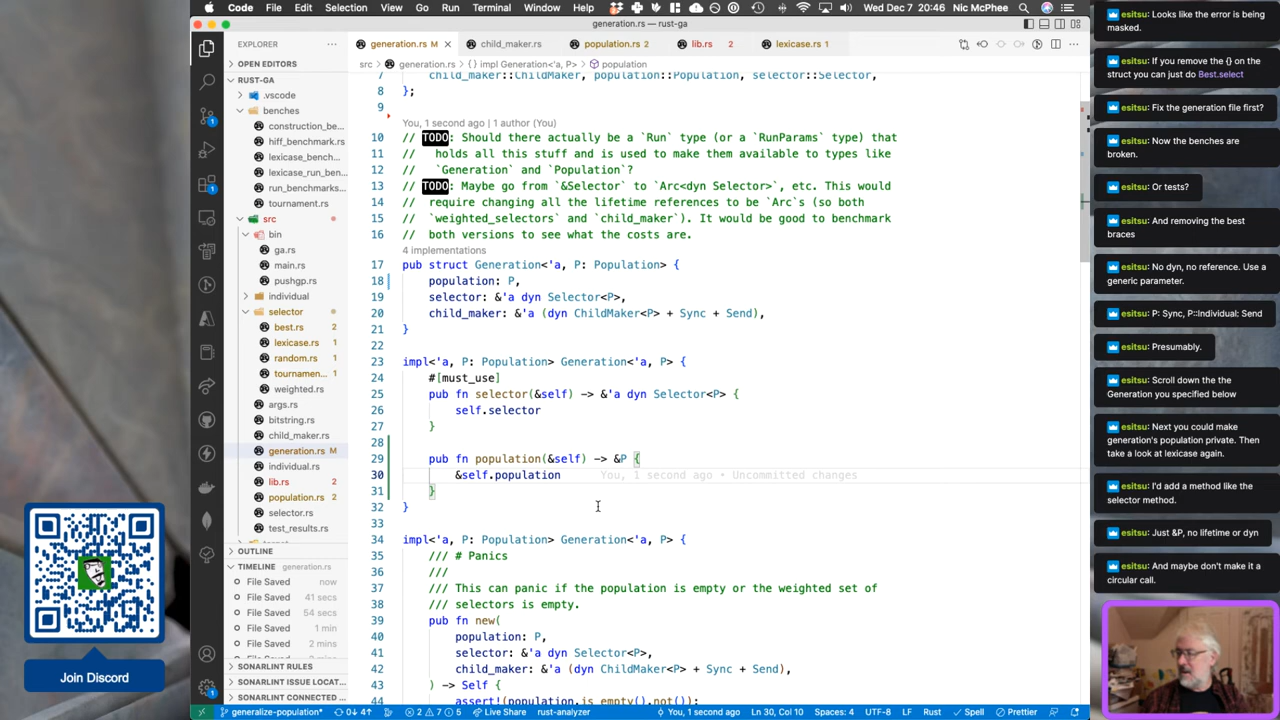 Code File Edit Selection View Go Run Terminal Window Help
Wed Dec 7 20:46 Nic McPhee
generation.rs — rust-ga
EXPLORER
OPEN EDITORS
RUST-GA
.vscode
benches
construction_be...
hiff_benchmark.rs
lexicase_bench...
lexicase_run_ben...
run_benchmarks...
tournament.rs
src
bin
ga.rs
main.rs
pushgp.rs
individual
selector
best.rs 2
lexicase.rs 1
random.rs 1
tournamen... 1
weighted.rs
args.rs
bitstring.rs
child_maker.rs
generation.rs M
individual.rs
lib.rs 2
population.rs 2
selector.rs
test_results.rs
OUTLINE
TIMELINE generation.rs
File Saved now
File Saved 41 secs
File Saved 54 secs
File Saved 1 min
File Saved 2 mins
SONARLINT RULES
SONARLINT ISSUE LOCAT...
SONARLINT CONNECTED ...
generation.rs M child_maker.rs population.rs 2 lib.rs 2 lexicase.rs 1
src > generation.rs > { } impl Generation<'a, P> > population
7 child_maker::ChildMaker, population::Population, selector::Selector,
8 };
9
You, 1 second ago | 1 author (You)
10 // TODO: Should there actually be a `Run` type (or a `RunParams` type) that
11 // holds all this stuff and is used to make them available to types like
12 // `Generation` and `Population`?
13 // TODO: Maybe go from `&Selector` to `Arc<dyn Selector>`, etc. This would
14 // require changing all the lifetime references to be `Arc`s (so both
15 // `weighted_selectors` and `child_maker`). It would be good to benchmark
16 // both versions to see what the costs are.
4 implementations
17 pub struct Generation<'a, P: Population> {
18 population: P,
19 selector: &'a dyn Selector<P>,
20 child_maker: &'a (dyn ChildMaker<P> + Sync + Send),
21 }
22
23 impl<'a, P: Population> Generation<'a, P> {
24 #[must_use]
25 pub fn selector(&self) -> &'a dyn Selector<P> {
26 self.selector
27 }
28
29 pub fn population(&self) -> &P {
30 &self.population You, 1 second ago • Uncommitted changes
31 }
32 }
33
34 impl<'a, P: Population> Generation<'a, P> {
35 /// # Panics
36 ///
37 /// This can panic if the population is empty or the weighted set of
38 /// selectors is empty.
39 pub fn new(
40 population: P,
41 selector: &'a dyn Selector<P>,
42 child_maker: &'a (dyn ChildMaker<P> + Sync + Send),
43 ) -> Self {
44 assert!(population.is_empty().not());
generalize-population* 0↓ 4↑ 2 7 5 Live Share rust-analyzer You, 1 second ago Ln 30, Col 10 Spaces: 4 UTF-8 LF Rust Spell Prettier
Join Discord
esitsu: Looks like the error is being masked.
esitsu: If you remove the {} on the struct you can just do Best.select
esitsu: Fix the generation file first?
esitsu: Now the benches are broken.
esitsu: Or tests?
esitsu: And removing the best braces
esitsu: No dyn, no reference. Use a generic parameter.
esitsu: P: Sync, P::Individual: Send
esitsu: Presumably.
esitsu: Scroll down the the Generation you specified below
esitsu: Next you could make generation's population private. Then take a look at lexicase again.
esitsu: I'd add a method like the selector method.
esitsu: Just &P, no lifetime or dyn
esitsu: And maybe don't make it a circular call.